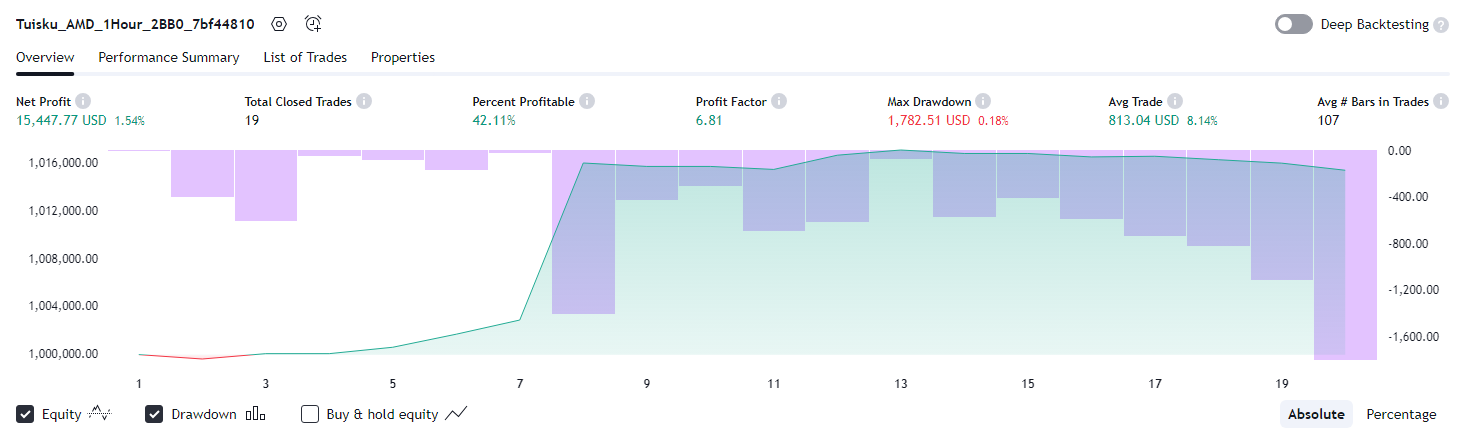 Tuisku_AMD_1Hour_2BB0_7bf44810
Deep Backtesting
Overview Performance Summary List of Trades Properties
Net Profit Total Closed Trades Percent Profitable Profit Factor Max Drawdown Avg Trade Avg # Bars in Trades
15,447.77 USD 1.54% 19 42.11% 6.81 1,782.51 USD 0.18% 813.04 USD 8.14% 107
1,016,000.00 0.00
1,012,000.00 -400.00
1,008,000.00 -800.00
1,004,000.00 -1,200.00
1,000,000.00 -1,600.00
1 3 5 7 9 11 13 15 17 19
Equity Drawdown Buy & hold equity Absolute Percentage